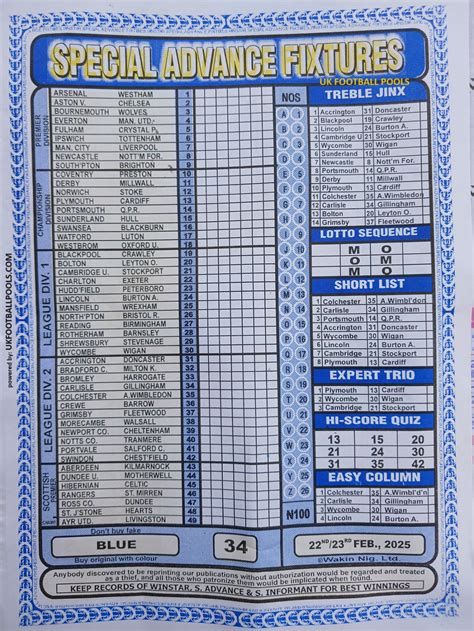 SPECIAL ADVANCE FIXTURES
UK FOOTBALL POOLS
powered by: UKFOOTBALLPOOLS.COM
PREMIER DIVISION
ARSENAL WESTHAM 1
ASTON V. CHELSEA 2
BOURNEMOUTH WOLVES 3
EVERTON MAN. UTD. 4
FULHAM CRYSTAL P. 5
IPSWICH TOTTENHAM 6
MAN. CITY LIVERPOOL 7
NEWCASTLE NOTT'M FOR. 8
SOUTH'PTON BRIGHTON 9
CHAMPIONSHIP DIVISION
COVENTRY PRESTON 10
DERBY MILLWALL 11
NORWICH STOKE 12
PLYMOUTH CARDIFF 13
PORTSMOUTH Q.P.R. 14
SUNDERLAND HULL 15
SWANSEA BLACKBURN 16
WATFORD LUTON 17
WESTBROM OXFORD U. 18
LEAGUE DIV. 1
BLACKPOOL CRAWLEY 19
BOLTON LEYTON O. 20
CAMBRIDGE U. STOCKPORT 21
CHARLTON EXETER 22
HUDD'FIELD PETERBORO 23
LINCOLN BURTON A. 24
MANSFIELD WREXHAM 25
NORTH'PTON BRISTOL R. 26
READING BIRMINGHAM 27
ROTHERHAM BARNSLEY 28
SHREWSBURY STEVENAGE 29
WYCOMBE WIGAN 30
LEAGUE DIV. 2
ACCRINGTON DONCASTER 31
BRADFORD C. MILTON K. 32
BROMLEY HARROGATE 33
CARLISLE GILLINGHAM 34
COLCHESTER A.WIMBLEDON 35
CREWE BARROW 36
GRIMSBY FLEETWOOD 37
MORECAMBE WALSALL 38
NEWPORT CO. CHELTENHAM 39
NOTTS CO. TRANMERE 40
PORTVALE SALFORD C. 41
SWINDON CHEST'FIELD 42
SCOTTISH PREMIER
ABERDEEN KILMARNOCK 43
DUNDEE U. MOTHERWELL 44
HIBERNIAN CELTIC 45
RANGERS ST. MIRREN 46
ROSS CO. DUNDEE 47
ST. J'STONE HEARTS 48
AYR UTD. LIVINGSTON 49
NOS
₦100
TREBLE JINX
1 Accrington 31 Doncaster
2 Blackpool 19 Crawley
3 Lincoln 24 Burton A.
4 Cambridge U 21 Stockport
5 Wycombe 30 Wigan
6 Sunderland 15 Hull
7 Newcastle 8 Nott'm For.
8 Portsmouth 14 Q.P.R.
9 Derby 11 Millwall
10 Plymouth 13 Cardiff
11 Colchester 35 A.Wimbledon
12 Carlisle 34 Gillingham
13 Bolton 20 Leyton O.
14 Grimsby 37 Fleetwood
LOTTO SEQUENCE
M O
O M
M O
SHORT LIST
1 Colchester 35 A.Wimbl'don
2 Carlisle 34 Gillingham
3 Portsmouth 14 Q.P.R.
4 Lincoln 24 Burton A.
5 Wycombe 30 Wigan
6 Cambridge 21 Stockport
7 Blackpool 19 Crawley
8 Plymouth 13 Cardiff
EXPERT TRIO
1 Plymouth 13 Cardiff
2 Wycombe 30 Wigan
3 Cambridge 21 Stockport
HI-SCORE QUIZ
13 15 20
21 24 30
31 35 42
EASY COLUMN
1 Colchester 35 A.Wimbl'd'n
2 Carlisle 34 Gillingham
3 Wycombe 30 Wigan
4 Lincoln 24 Burton A.
Don't buy fake
BLUE
Buy original with colour
34
22ND/23RD FEB., 2025
©Wakin Nig. Ltd.
Anybody discovered to be reprinting our publications without authorization would be regarded and treated
as a thief, and all those who patronize them would be implicated when found.
KEEP RECORDS OF WINSTAR, S. ADVANCE & S. INFORMANT FOR BEST WINNINGS